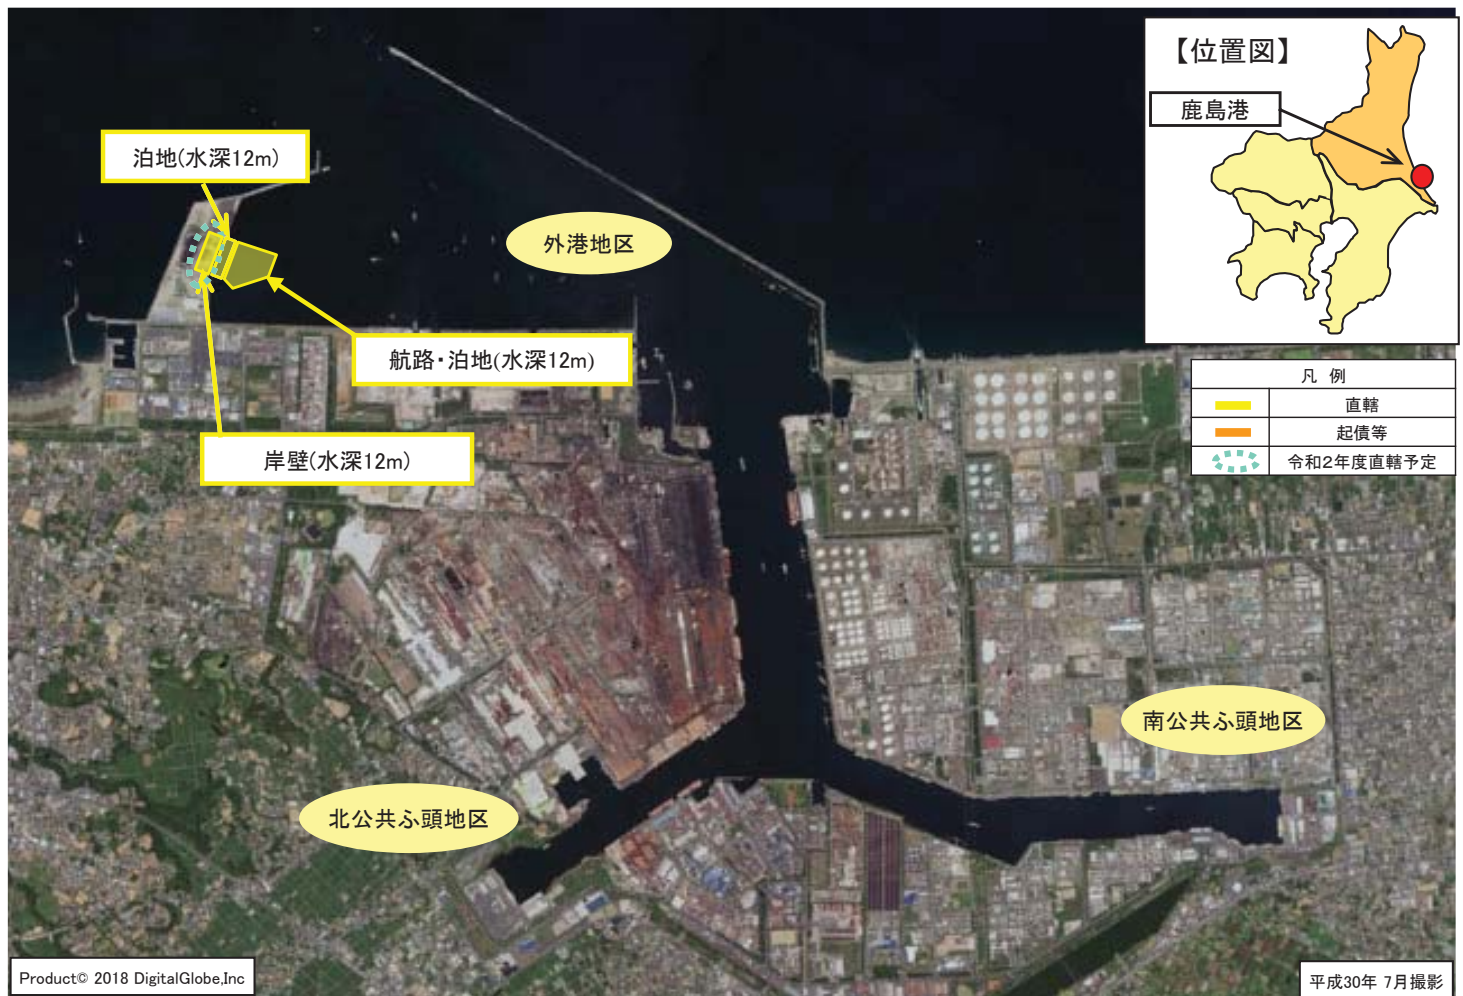 【位置図】
鹿島港
泊地(水深12m)
外港地区
航路・泊地(水深12m)
凡 例
直轄
起債等
令和2年度直轄予定
岸壁(水深12m)
南公共ふ頭地区
北公共ふ頭地区
Product© 2018 DigitalGlobe,Inc
平成30年 7月撮影